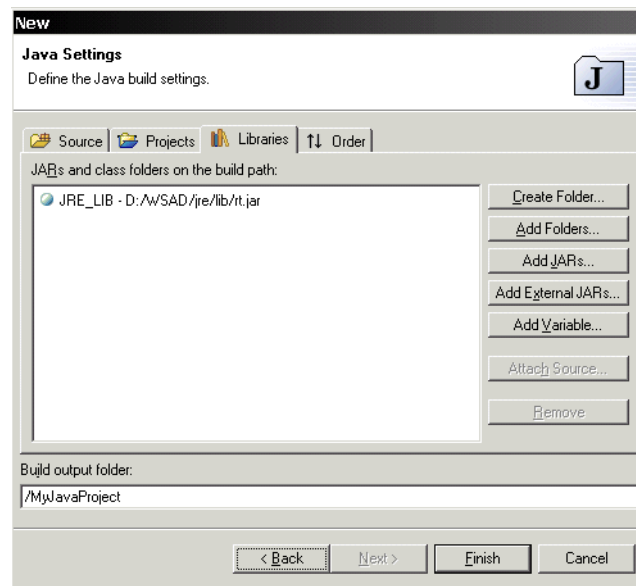 New
Java Settings
Define the Java build settings.
J
Source Projects Libraries Order
JARs and class folders on the build path:
JRE_LIB - D:/WSAD/jre/lib/rt.jar
Create Folder...
Add Folders...
Add JARs...
Add External JARs...
Add Variable...
Attach Source...
Remove
Build output folder:
/MyJavaProject
< Back Next > Finish Cancel